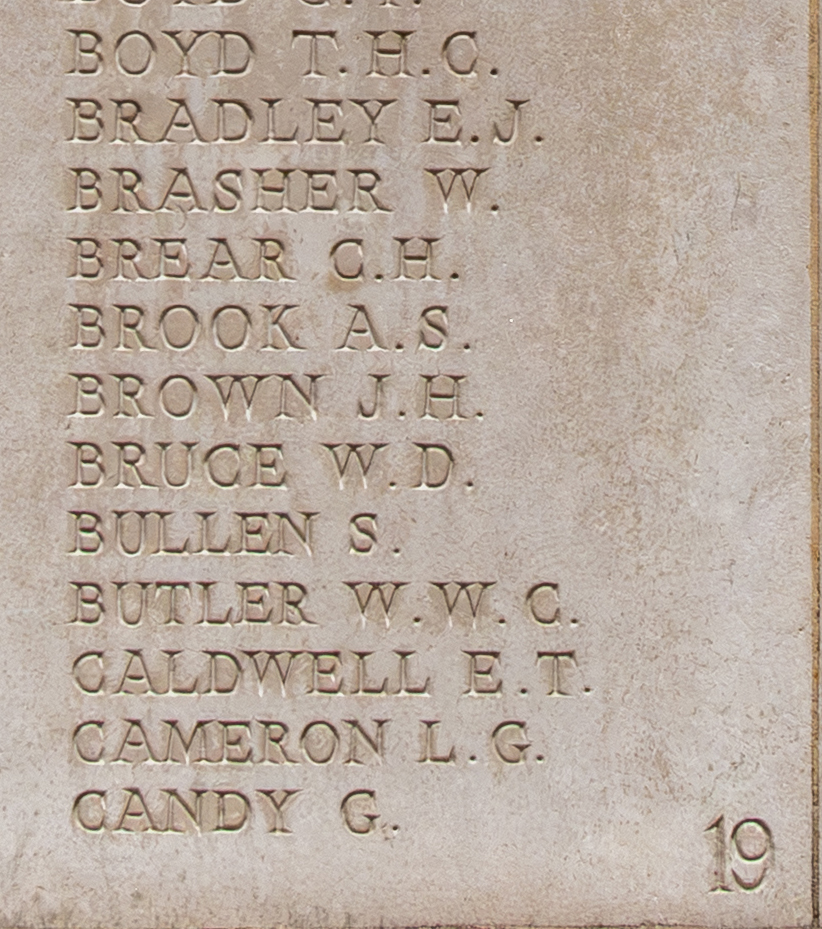 BOYD T.H.C.
BRADLEY E.J.
BRASHER W.
BREAR C.H.
BROOK A.S.
BROWN J.H.
BRUCE W.D.
BULLEN S.
BUTLER W.W.C.
CALDWELL E.T.
CAMERON L.G.
CANDY G.
19